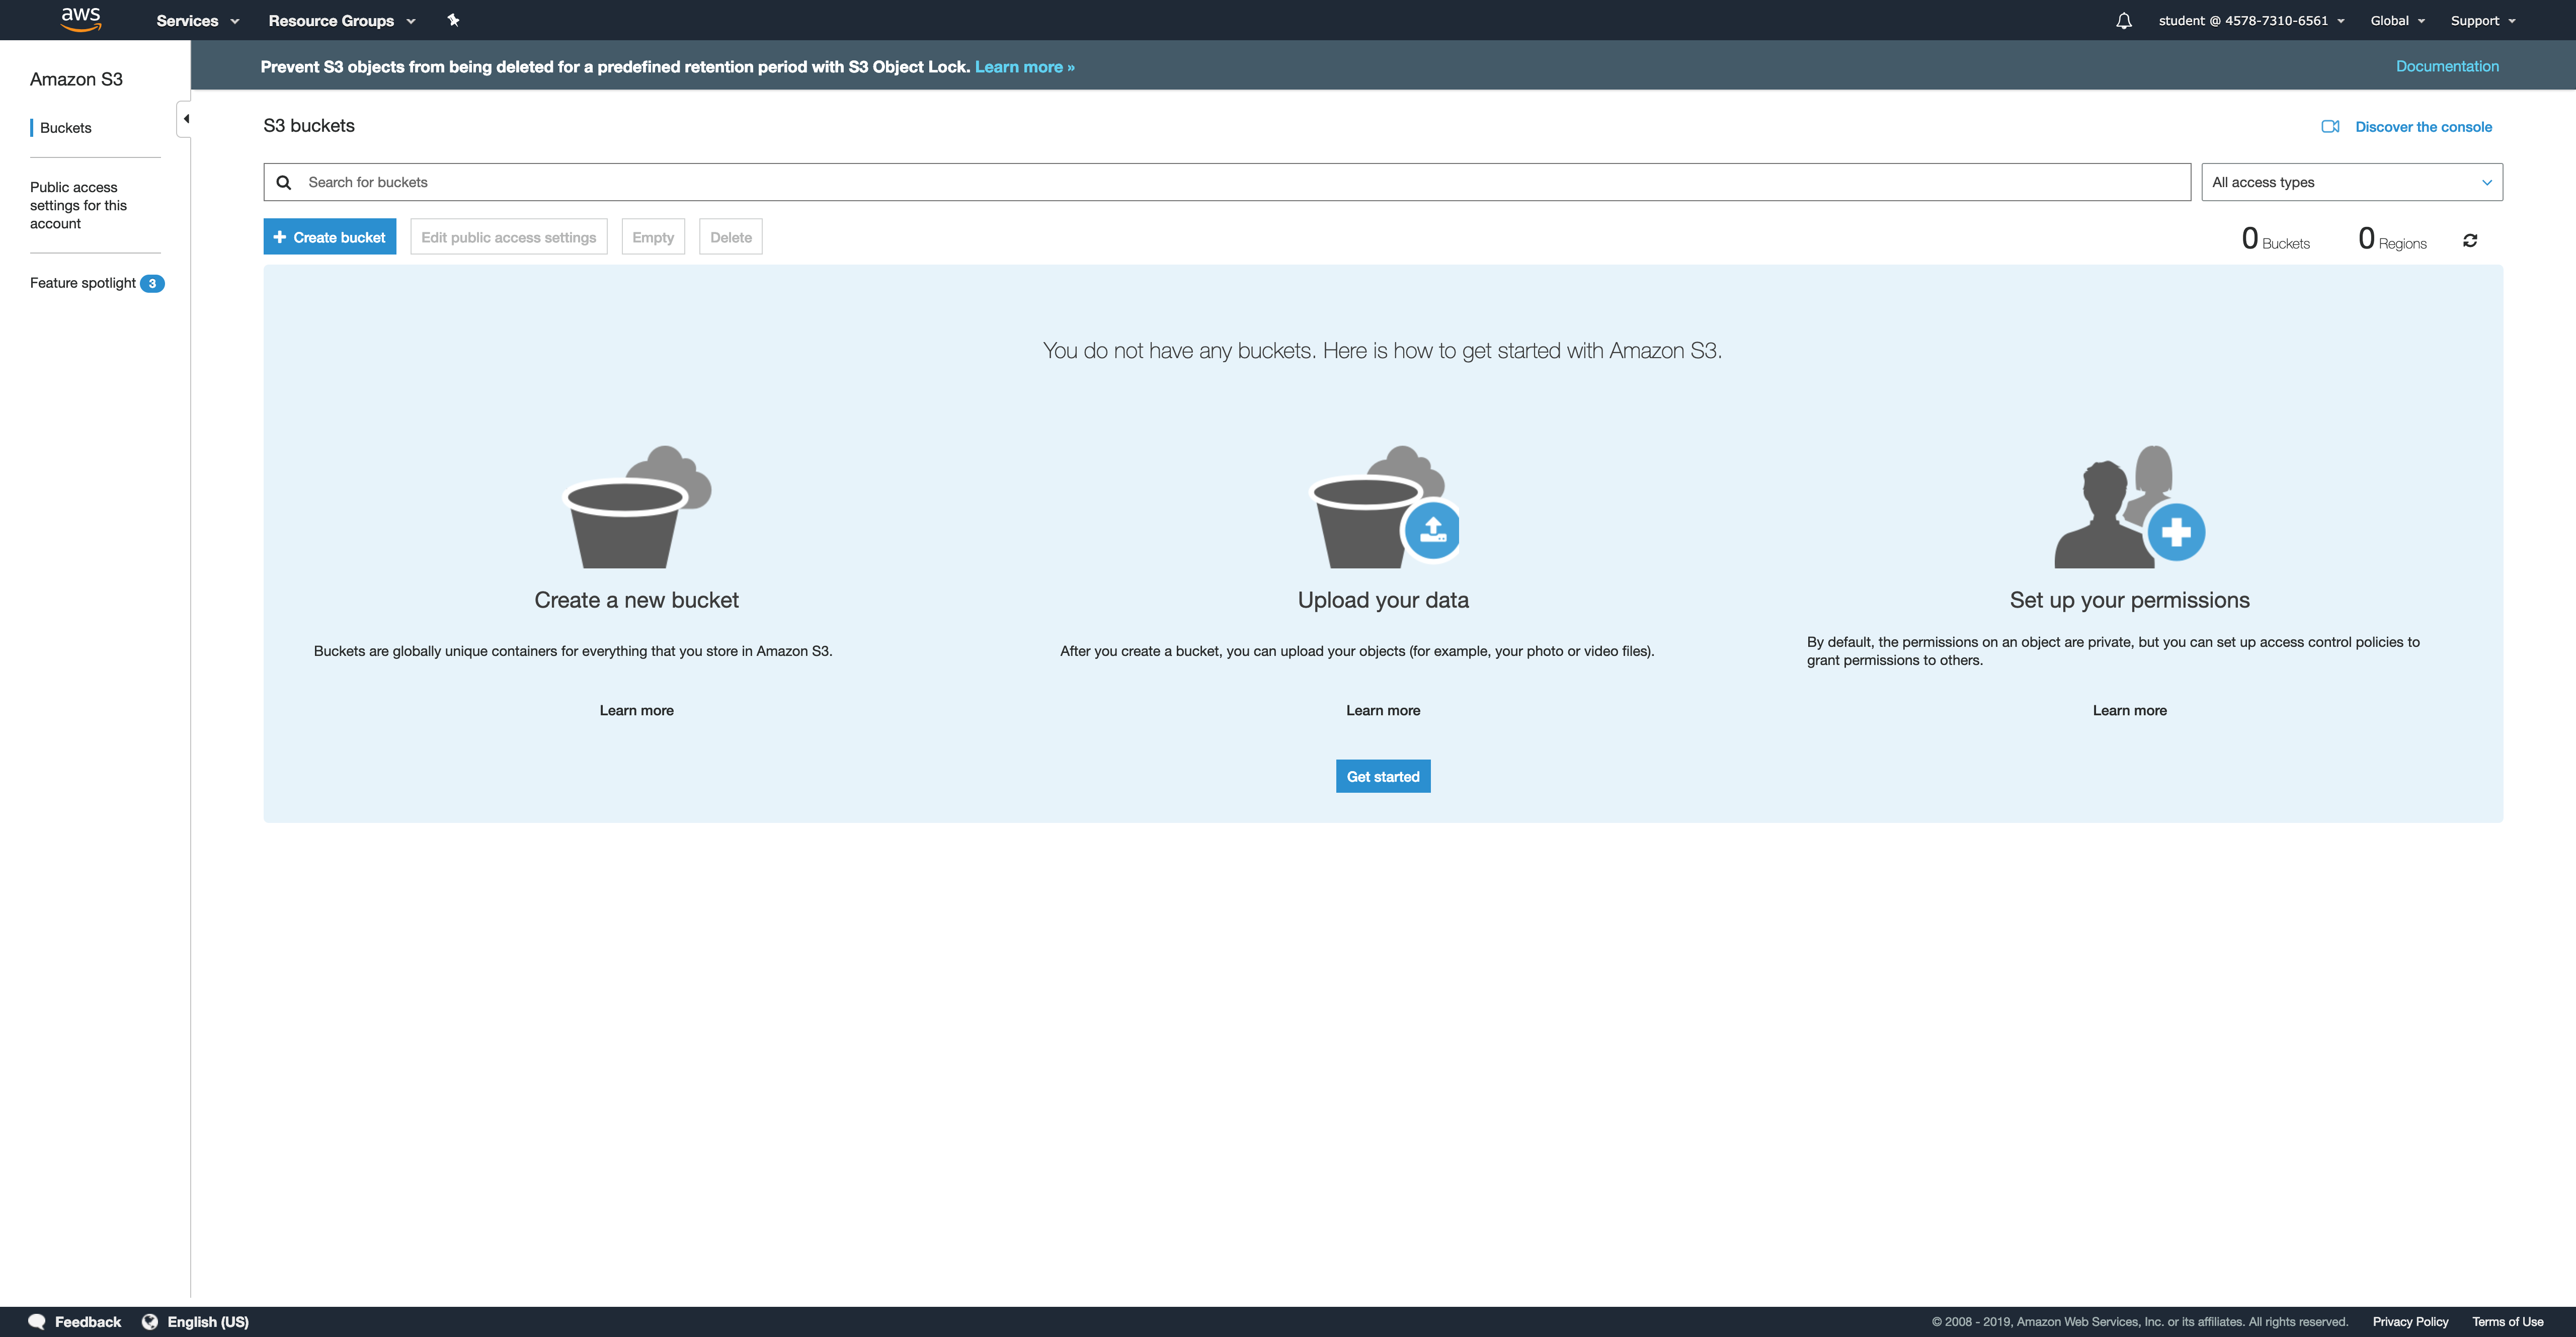 aws Services Resource Groups student @ 4578-7310-6561 Global Support
Amazon S3
Buckets
Public access
settings for this
account
Feature spotlight 3
Prevent S3 objects from being deleted for a predefined retention period with S3 Object Lock. Learn more » Documentation
S3 buckets Discover the console
Search for buckets All access types
Create bucket Edit public access settings Empty Delete 0 Buckets 0 Regions
You do not have any buckets. Here is how to get started with Amazon S3.
Create a new bucket
Buckets are globally unique containers for everything that you store in Amazon S3.
Learn more
Upload your data
After you create a bucket, you can upload your objects (for example, your photo or video files).
Learn more
Set up your permissions
By default, the permissions on an object are private, but you can set up access control policies to
grant permissions to others.
Learn more
Get started
Feedback English (US) © 2008 - 2019, Amazon Web Services, Inc. or its affiliates. All rights reserved. Privacy Policy Terms of Use